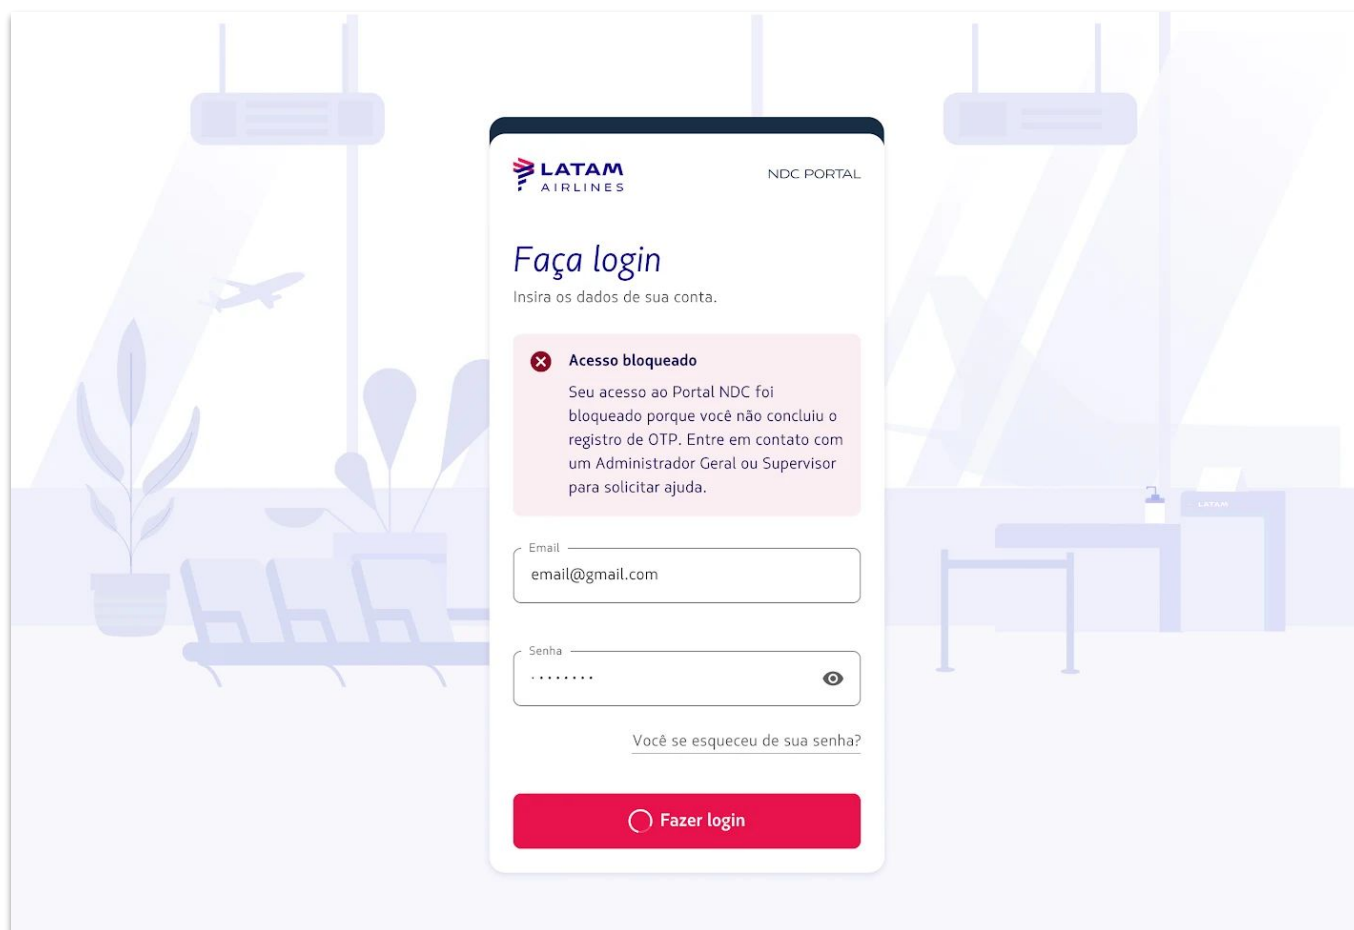 LATAM
AIRLINES
NDC PORTAL
Faça login
Insira os dados de sua conta.
Acesso bloqueado
Seu acesso ao Portal NDC foi
bloqueado porque você não concluiu o
registro de OTP. Entre em contato com
um Administrador Geral ou Supervisor
para solicitar ajuda.
Email
email@gmail.com
Senha
Você se esqueceu de sua senha?
Fazer login
LATAM